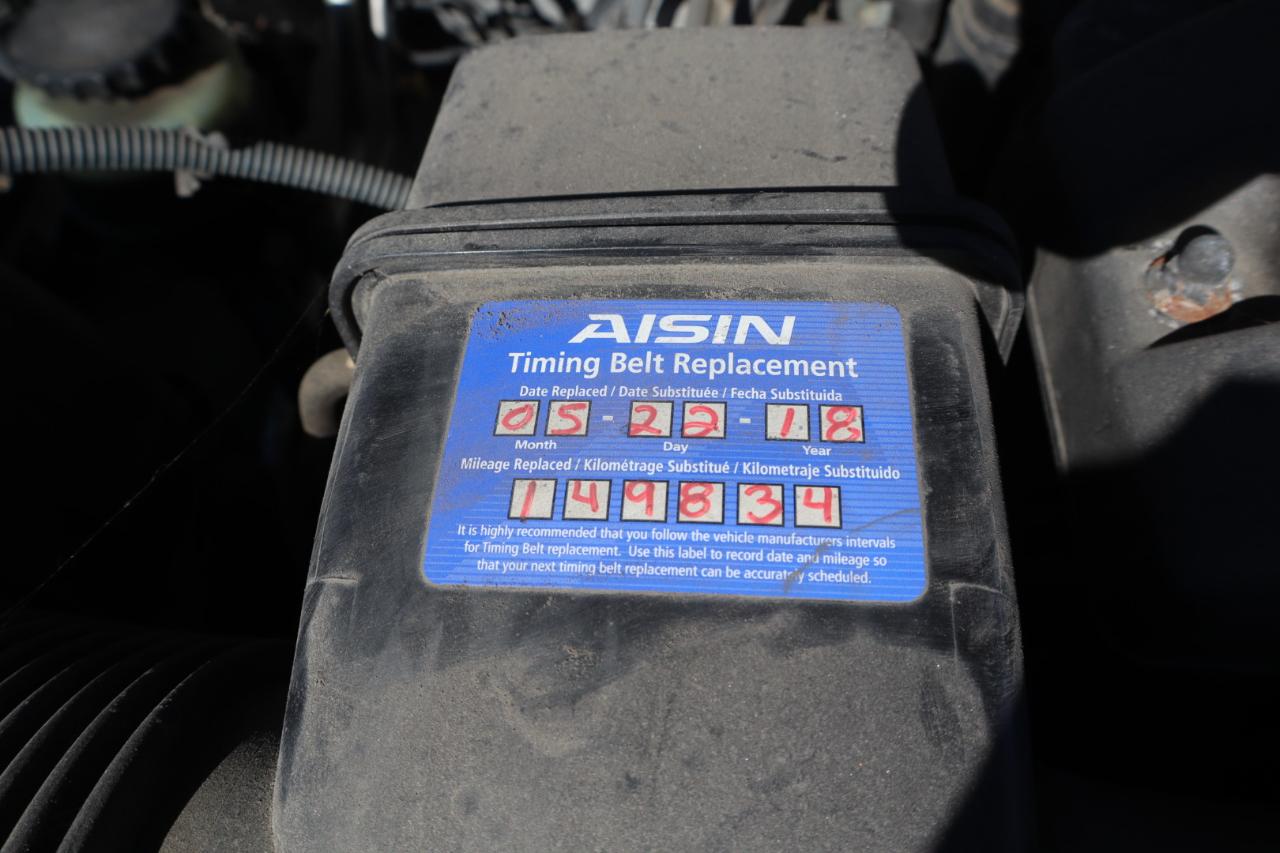 AISIN
Timing Belt Replacement
Date Replaced / Date Substituée / Fecha Substituida
05-22-18
Month Day Year
Mileage Replaced / Kilométrage Substitué / Kilometraje Substituido
149834
It is highly recommended that you follow the vehicle manufacturers intervals
for Timing Belt replacement. Use this label to record date and mileage so
that your next timing belt replacement can be accurately scheduled.